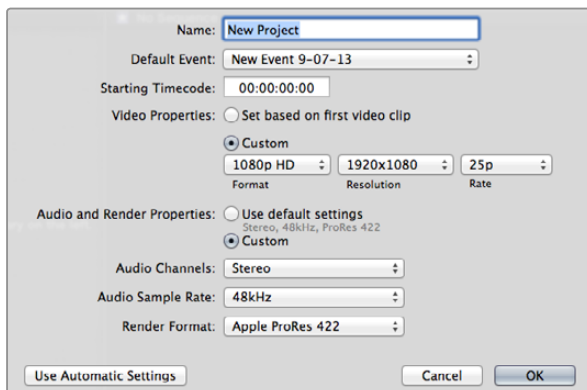 Name: New Project
Default Event: New Event 9-07-13
Starting Timecode: 00:00:00:00
Video Properties: Set based on first video clip
Custom
1080p HD 1920x1080 25p
Format Resolution Rate
Audio and Render Properties: Use default settings
Stereo, 48kHz, ProRes 422
Custom
Audio Channels: Stereo
Audio Sample Rate: 48kHz
Render Format: Apple ProRes 422
Use Automatic Settings Cancel OK